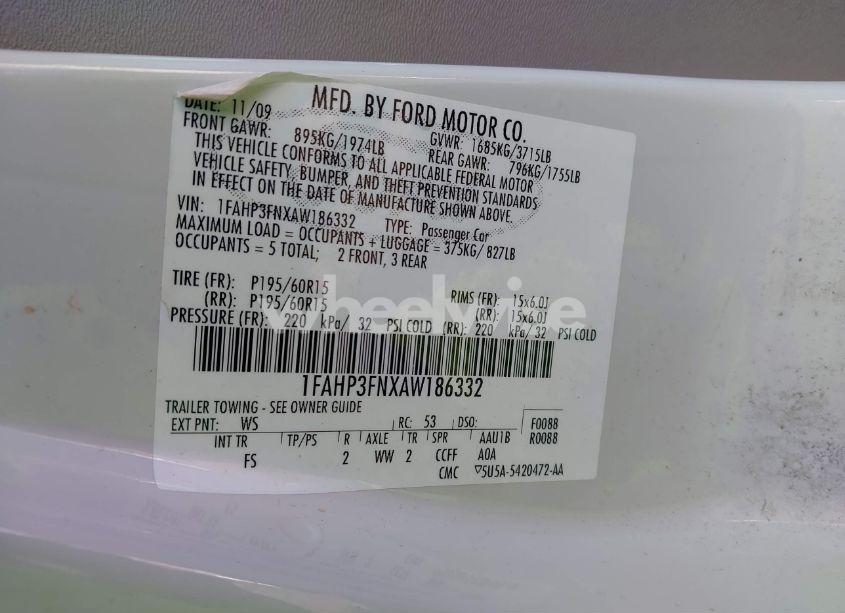 MFD. BY FORD MOTOR CO.
DATE: 11/09 GVWR: 1685KG/3715LB
FRONT GAWR: 895KG/1974LB REAR GAWR: 796KG/1755LB
THIS VEHICLE CONFORMS TO ALL APPLICABLE FEDERAL MOTOR
VEHICLE SAFETY, BUMPER, AND THEFT PREVENTION STANDARDS
IN EFFECT ON THE DATE OF MANUFACTURE SHOWN ABOVE.
VIN: 1FAHP3FNXAW186332 TYPE: Passenger Car
MAXIMUM LOAD = OCCUPANTS + LUGGAGE = 375KG/ 827LB
OCCUPANTS = 5 TOTAL; 2 FRONT, 3 REAR
TIRE (FR): P195/60R15 RIMS (FR): 15x6.0J
(RR): P195/60R15 (RR): 15x6.0J
wheelwise
PRESSURE (FR): 220 kPa/ 32 PSI COLD (RR): 220 kPa/ 32 PSI COLD
1FAHP3FNXAW186332
TRAILER TOWING - SEE OWNER GUIDE
EXT PNT: WS RC: 53 DSO: F0088
INT TR TP/PS R AXLE TR SPR AAU1B R0088
FS 2 WW 2 CCFF AOA
CMC ▽5U5A-5420472-AA